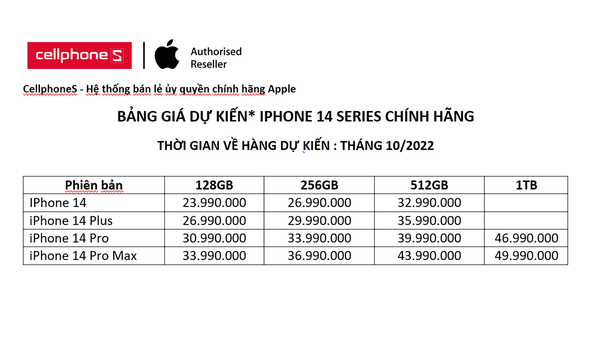 cellphoneS
Authorised
Reseller
CellphoneS - Hệ thống bán lẻ ủy quyền chính hãng Apple
BẢNG GIÁ DỰ KIẾN* IPHONE 14 SERIES CHÍNH HÃNG
THỜI GIAN VỀ HÀNG DỰ KIẾN : THÁNG 10/2022
Phiên bản 128GB 256GB 512GB 1TB
IPhone 14 23.990.000 26.990.000 32.990.000
iPhone 14 Plus 26.990.000 29.990.000 35.990.000
iPhone 14 Pro 30.990.000 33.990.000 39.990.000 46.990.000
iPhone 14 Pro Max 33.990.000 36.990.000 43.990.000 49.990.000